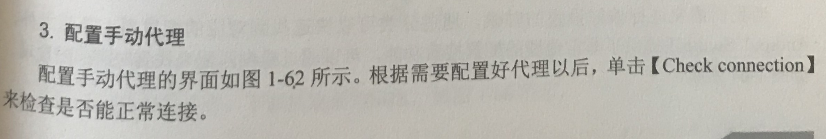 3. 配置手动代理
配置手动代理的界面如图 1-62 所示。根据需要配置好代理以后，单击【Check connection】
来检查是否能正常连接。